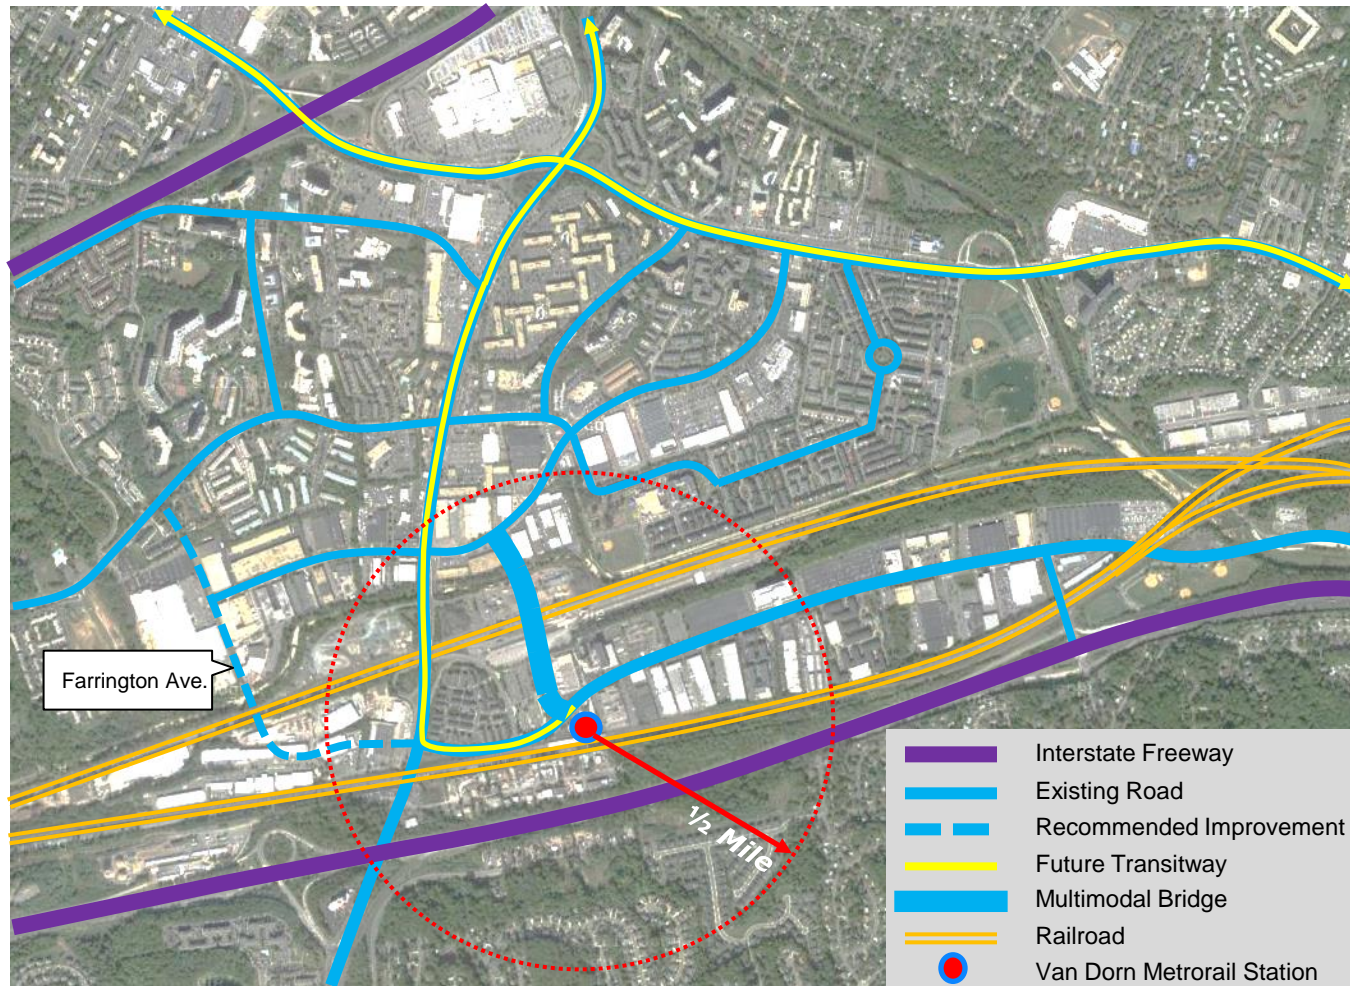 Farrington Ave.
½ Mile
Interstate Freeway
Existing Road
Recommended Improvement
Future Transitway
Multimodal Bridge
Railroad
Van Dorn Metrorail Station